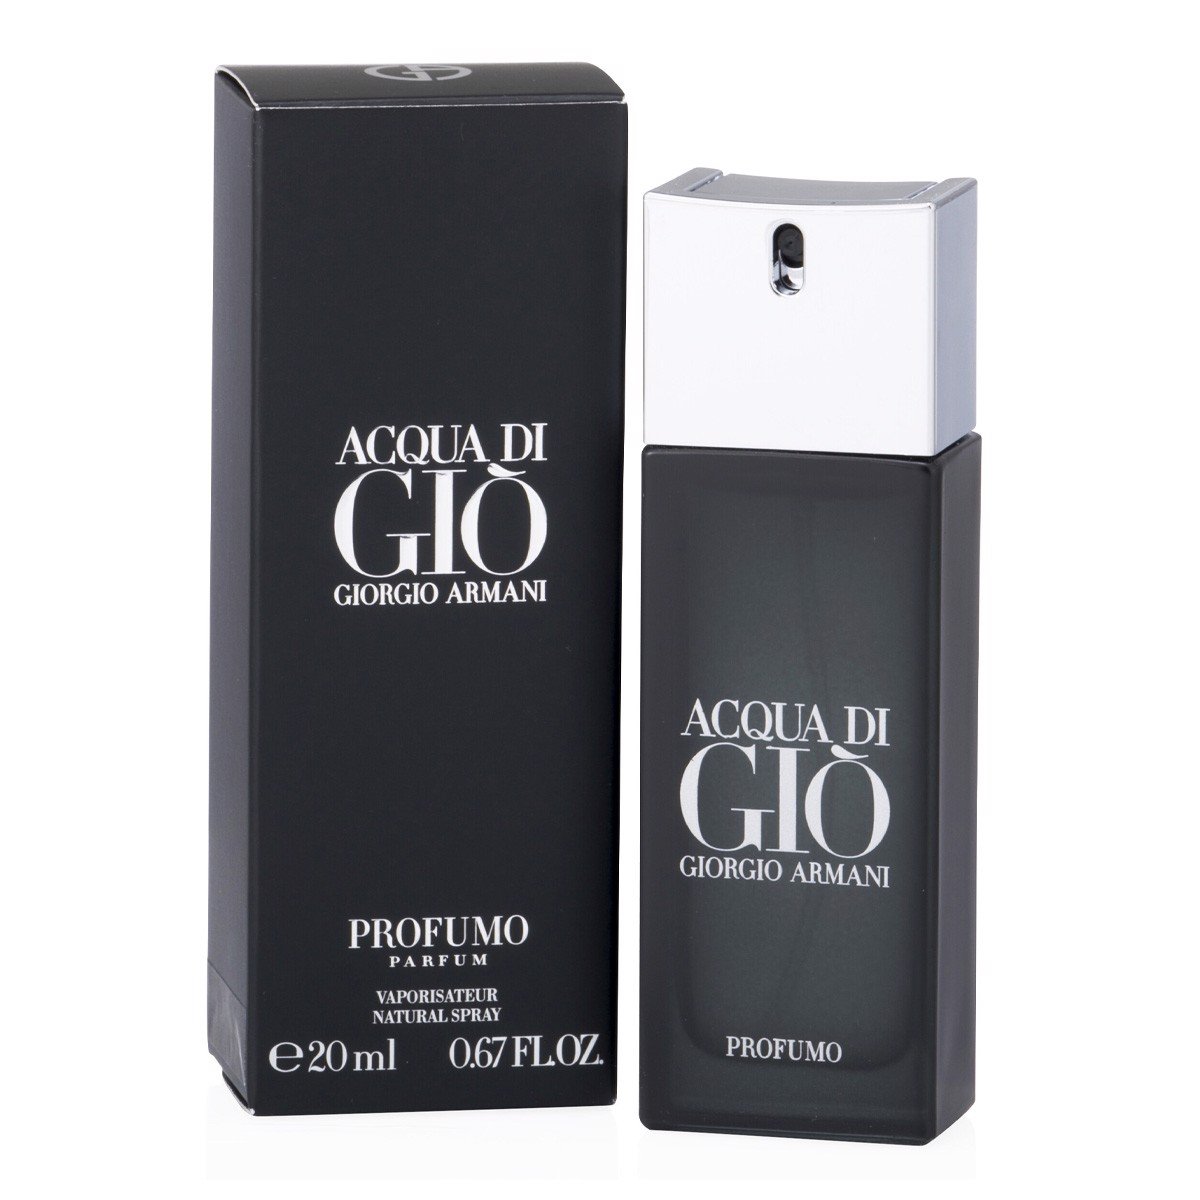 ACQUA DI
GIÒ
GIORGIO ARMANI
PROFUMO
PARFUM
VAPORISATEUR
NATURAL SPRAY
℮20 ml 0.67 FL.OZ.
ACQUA DI
GIÒ
GIORGIO ARMANI
PROFUMO